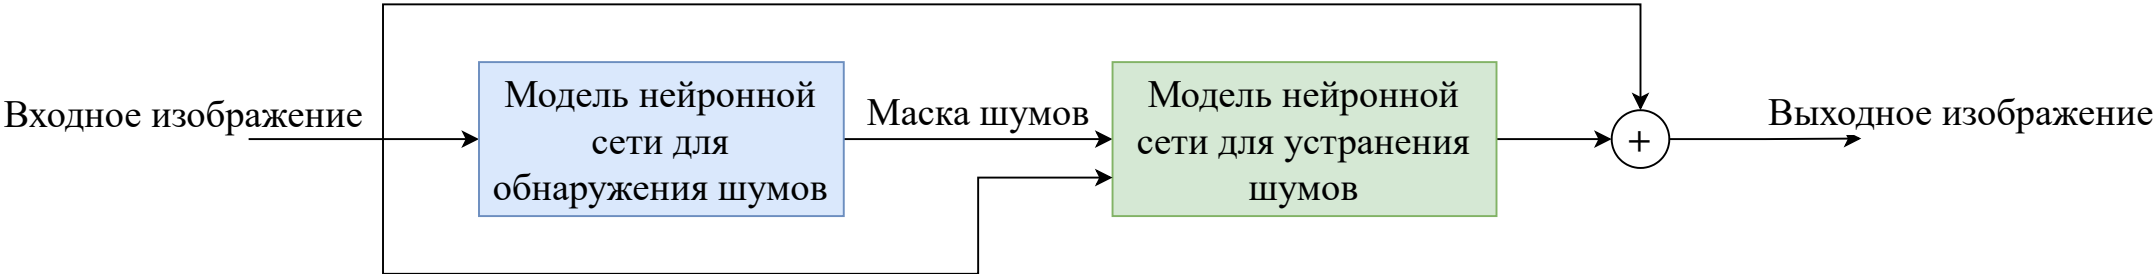 Входное изображение
Модель нейронной
сети для
обнаружения шумов
Маска шумов
Модель нейронной
сети для устранения
шумов
+
Выходное изображение